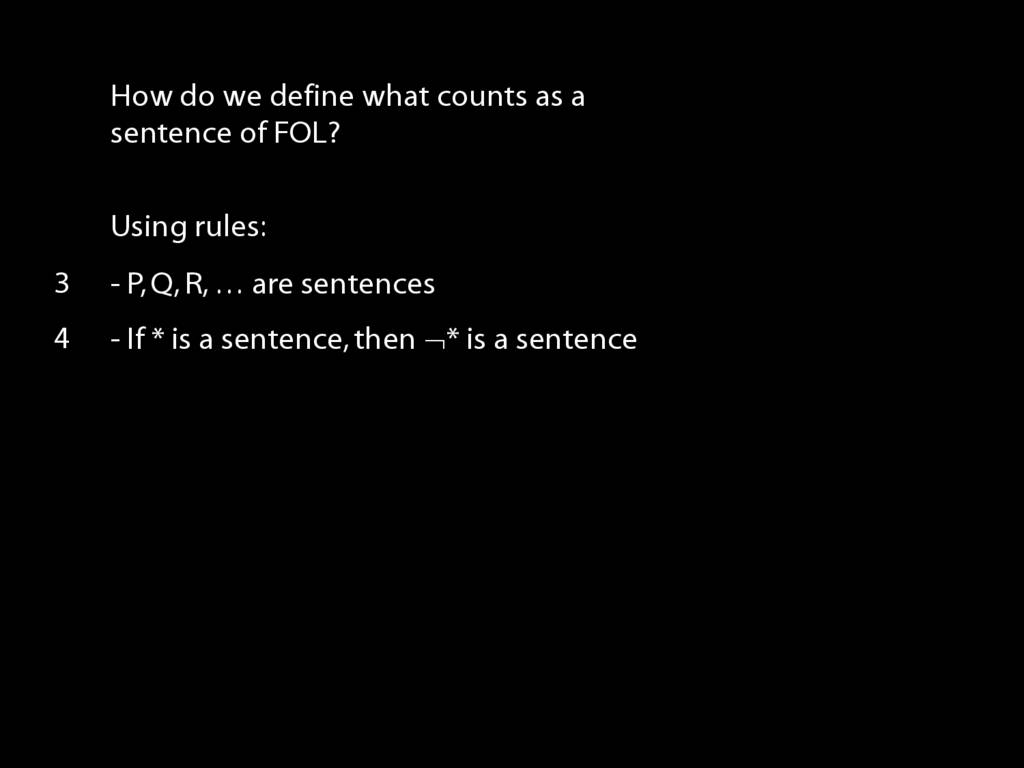 How do we define what counts as a
sentence of FOL?
Using rules:
3 - P, Q, R, … are sentences
4 - If * is a sentence, then ¬* is a sentence